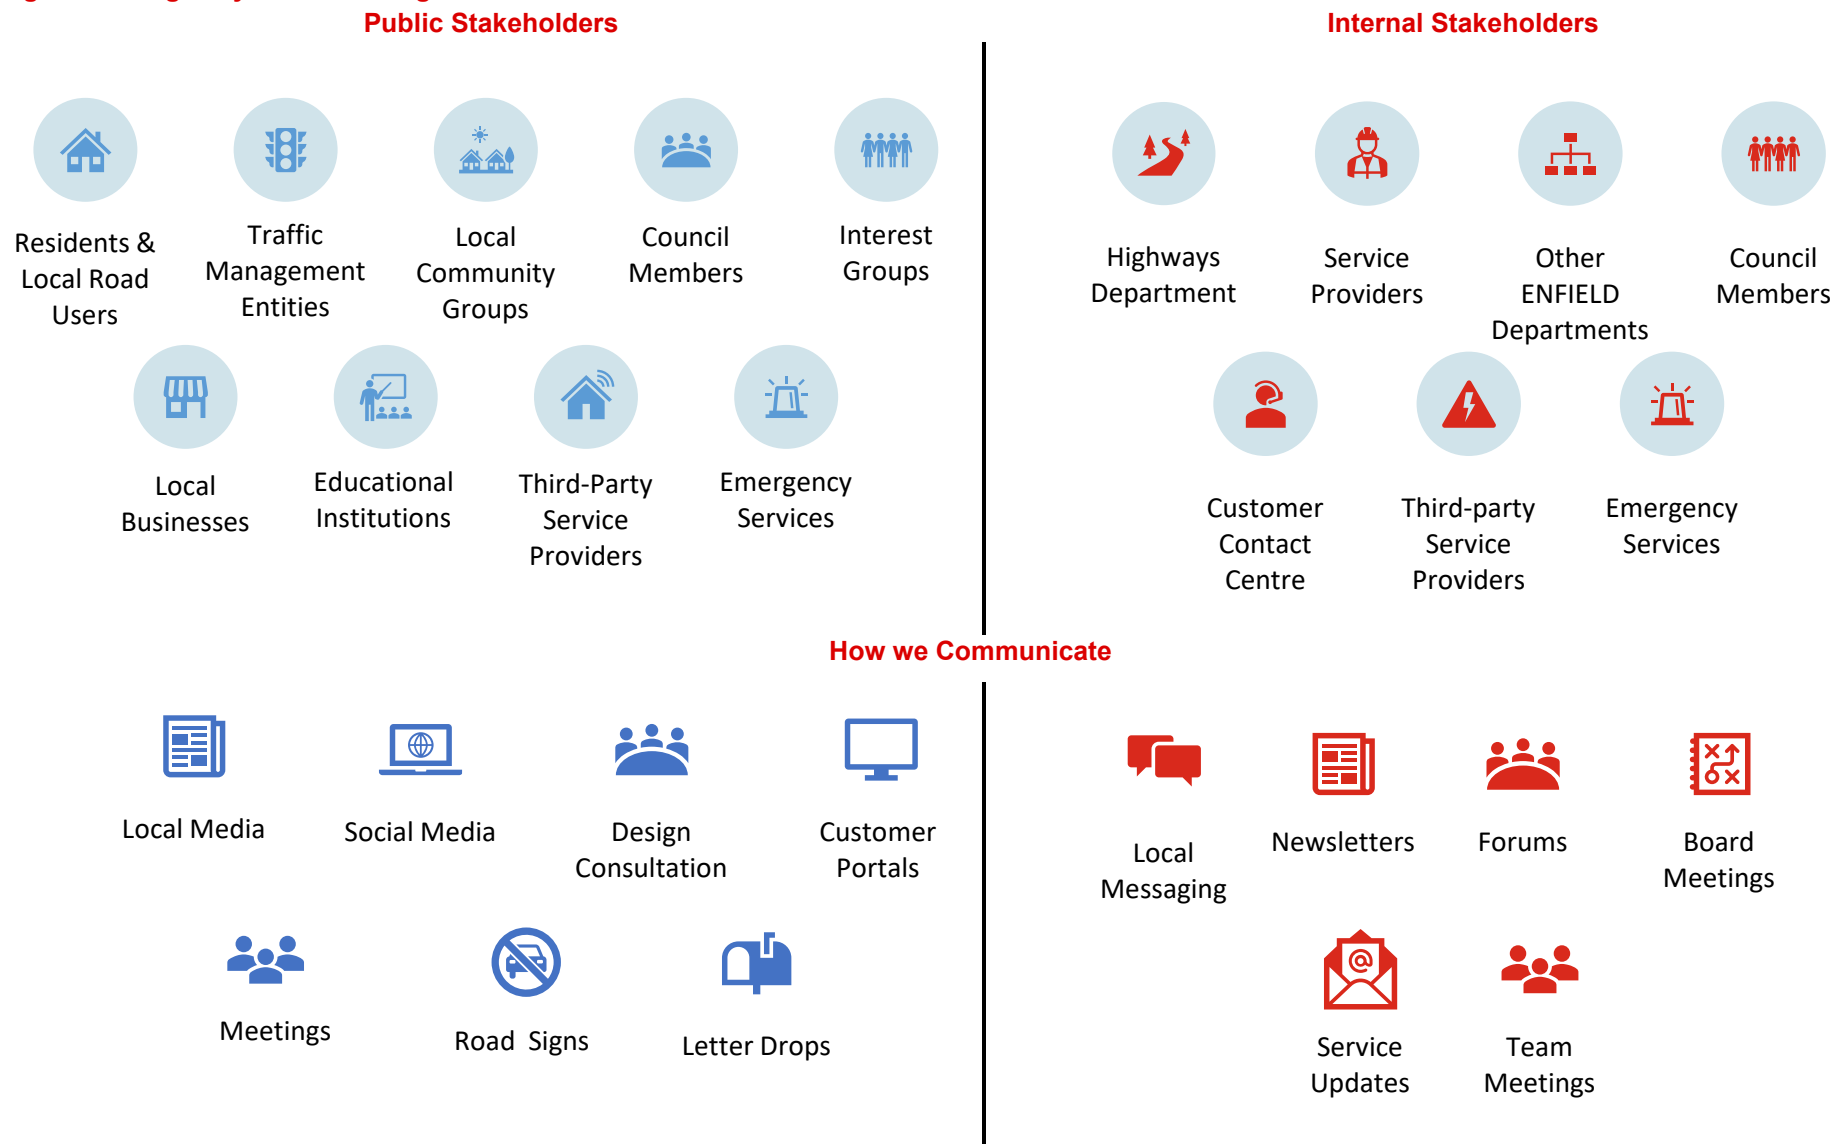 Public Stakeholders
Internal Stakeholders
Residents &
Local Road
Users
Traffic
Management
Entities
Local
Community
Groups
Council
Members
Interest
Groups
Local
Businesses
Educational
Institutions
Third-Party
Service
Providers
Emergency
Services
Highways
Department
Service
Providers
Other
ENFIELD
Departments
Council
Members
Customer
Contact
Centre
Third-party
Service
Providers
Emergency
Services
How we Communicate
Local Media
Social Media
Design
Consultation
Customer
Portals
Meetings
Road Signs
Letter Drops
Local
Messaging
Newsletters
Forums
Board
Meetings
Service
Updates
Team
Meetings